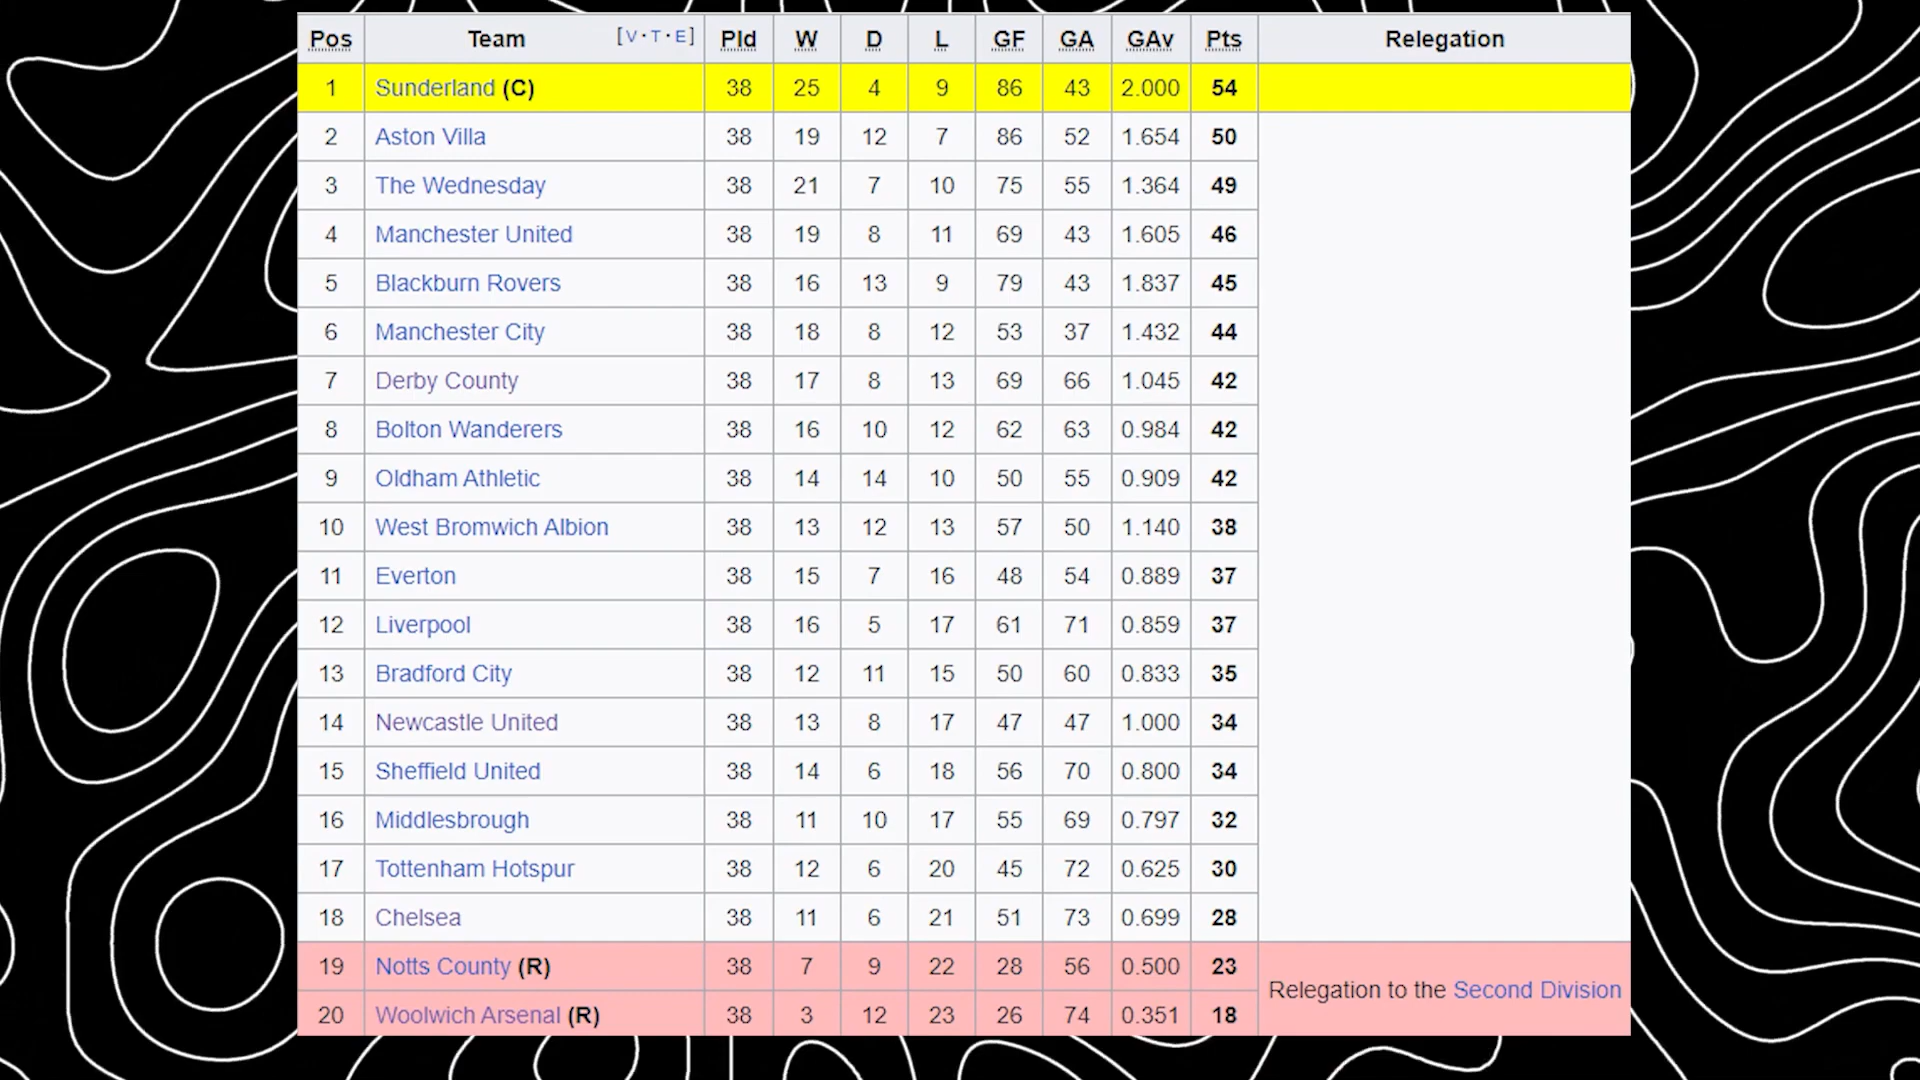 Pos Team [V·T·E] Pld W D L GF GA GAv Pts Relegation
1 Sunderland (C) 38 25 4 9 86 43 2.000 54
2 Aston Villa 38 19 12 7 86 52 1.654 50
3 The Wednesday 38 21 7 10 75 55 1.364 49
4 Manchester United 38 19 8 11 69 43 1.605 46
5 Blackburn Rovers 38 16 13 9 79 43 1.837 45
6 Manchester City 38 18 8 12 53 37 1.432 44
7 Derby County 38 17 8 13 69 66 1.045 42
8 Bolton Wanderers 38 16 10 12 62 63 0.984 42
9 Oldham Athletic 38 14 14 10 50 55 0.909 42
10 West Bromwich Albion 38 13 12 13 57 50 1.140 38
11 Everton 38 15 7 16 48 54 0.889 37
12 Liverpool 38 16 5 17 61 71 0.859 37
13 Bradford City 38 12 11 15 50 60 0.833 35
14 Newcastle United 38 13 8 17 47 47 1.000 34
15 Sheffield United 38 14 6 18 56 70 0.800 34
16 Middlesbrough 38 11 10 17 55 69 0.797 32
17 Tottenham Hotspur 38 12 6 20 45 72 0.625 30
18 Chelsea 38 11 6 21 51 73 0.699 28
19 Notts County (R) 38 7 9 22 28 56 0.500 23
Relegation to the Second Division
20 Woolwich Arsenal (R) 38 3 12 23 26 74 0.351 18